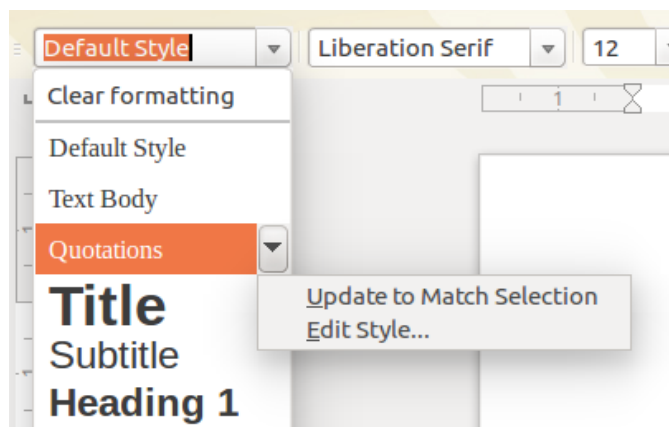 Default Style Liberation Serif 12
Clear formatting 1
Default Style
Text Body
Quotations
Update to Match Selection
Title
Edit Style...
Subtitle
Heading 1